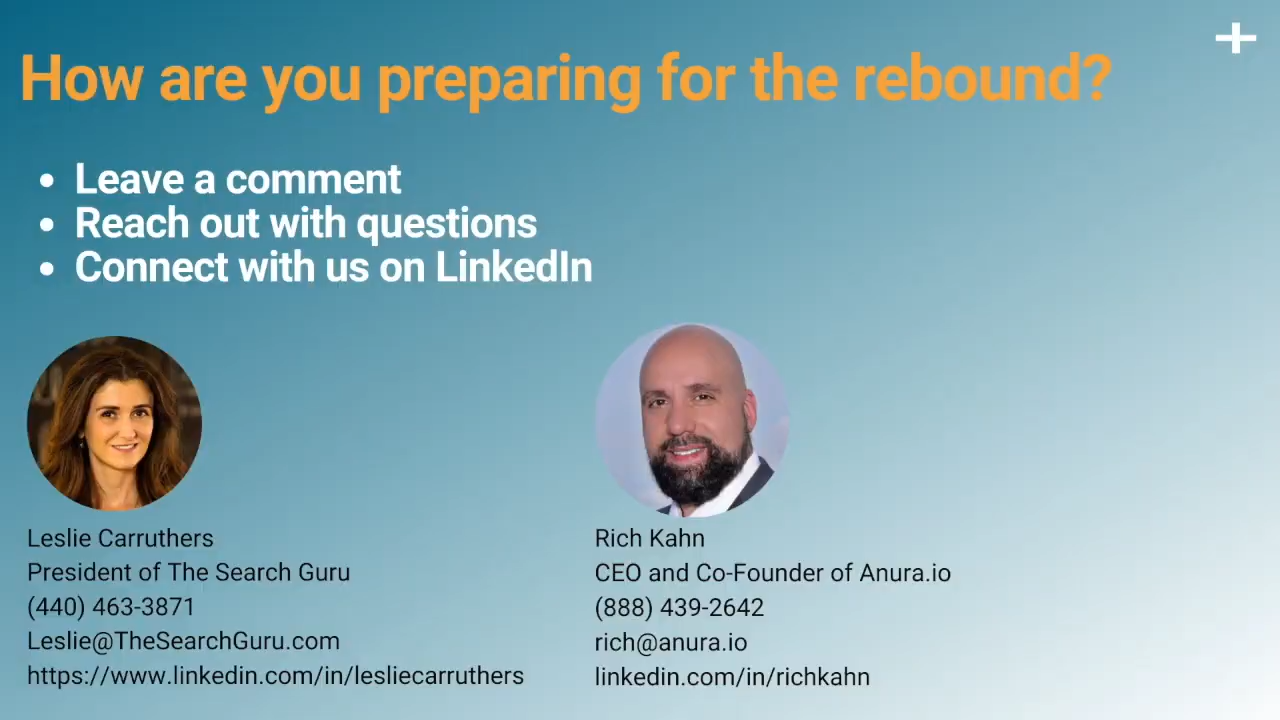 How are you preparing for the rebound?
• Leave a comment
• Reach out with questions
• Connect with us on LinkedIn
Leslie Carruthers
President of The Search Guru
(440) 463-3871
Leslie@TheSearchGuru.com
https://www.linkedin.com/in/lesliecarruthers
Rich Kahn
CEO and Co-Founder of Anura.io
(888) 439-2642
rich@anura.io
linkedin.com/in/richkahn